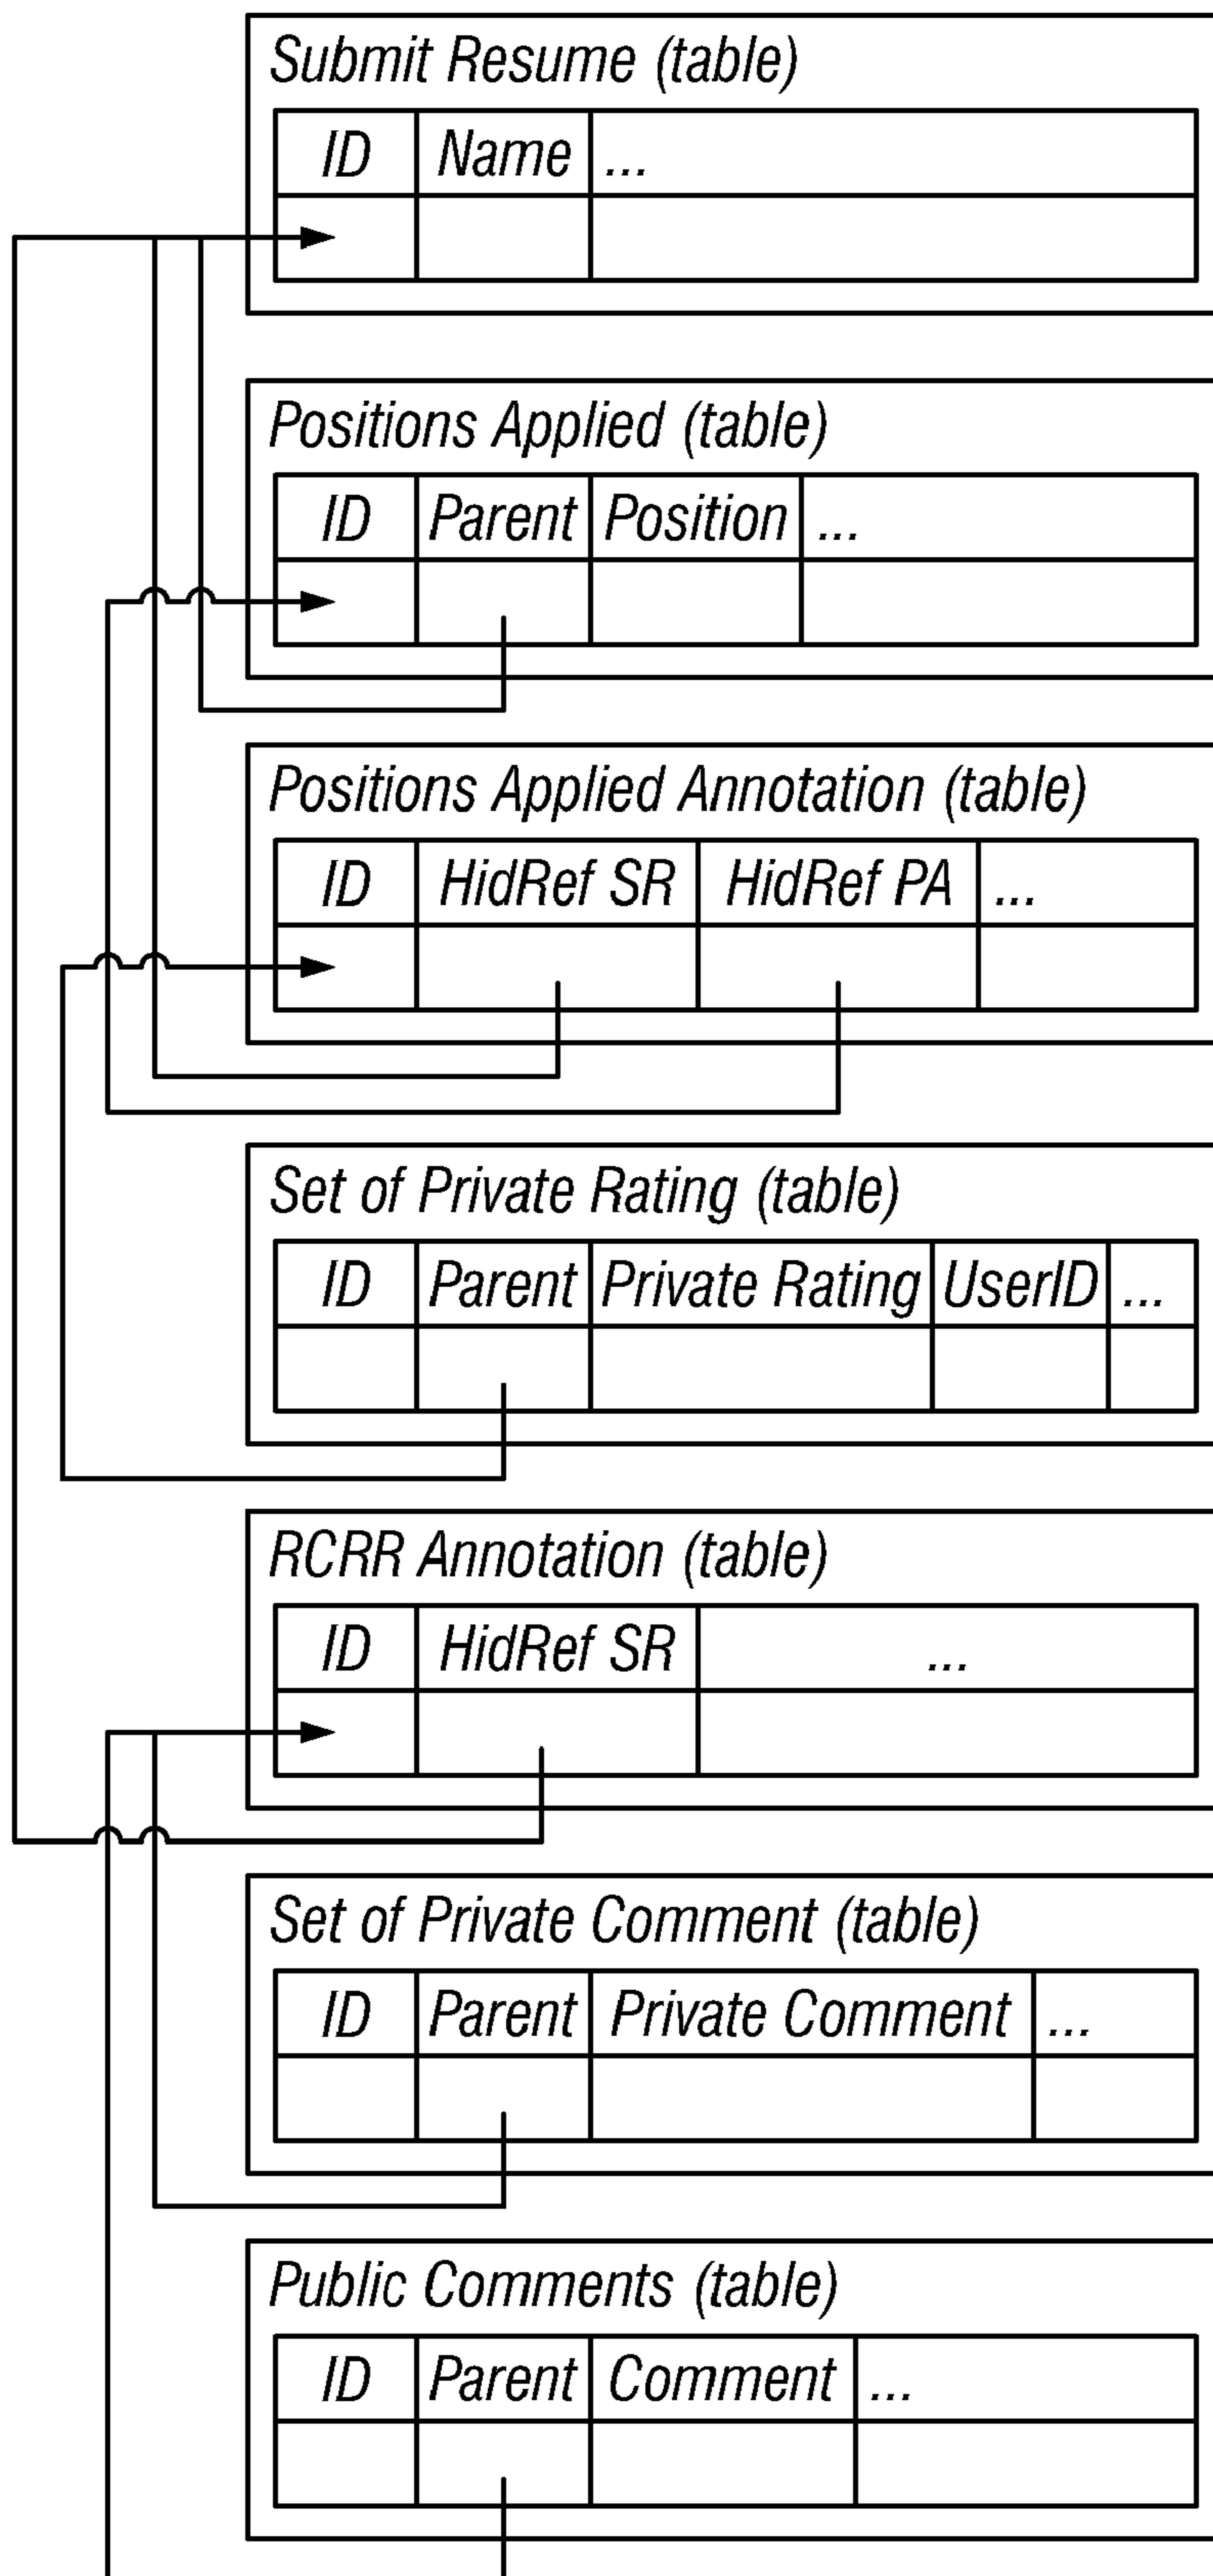 Submit Resume (table)
ID Name ...
Positions Applied (table)
ID Parent Position ...
Positions Applied Annotation (table)
ID HidRef SR HidRef PA ...
Set of Private Rating (table)
ID Parent Private Rating UserID ...
RCRR Annotation (table)
ID HidRef SR ...
Set of Private Comment (table)
ID Parent Private Comment ...
Public Comments (table)
ID Parent Comment ...